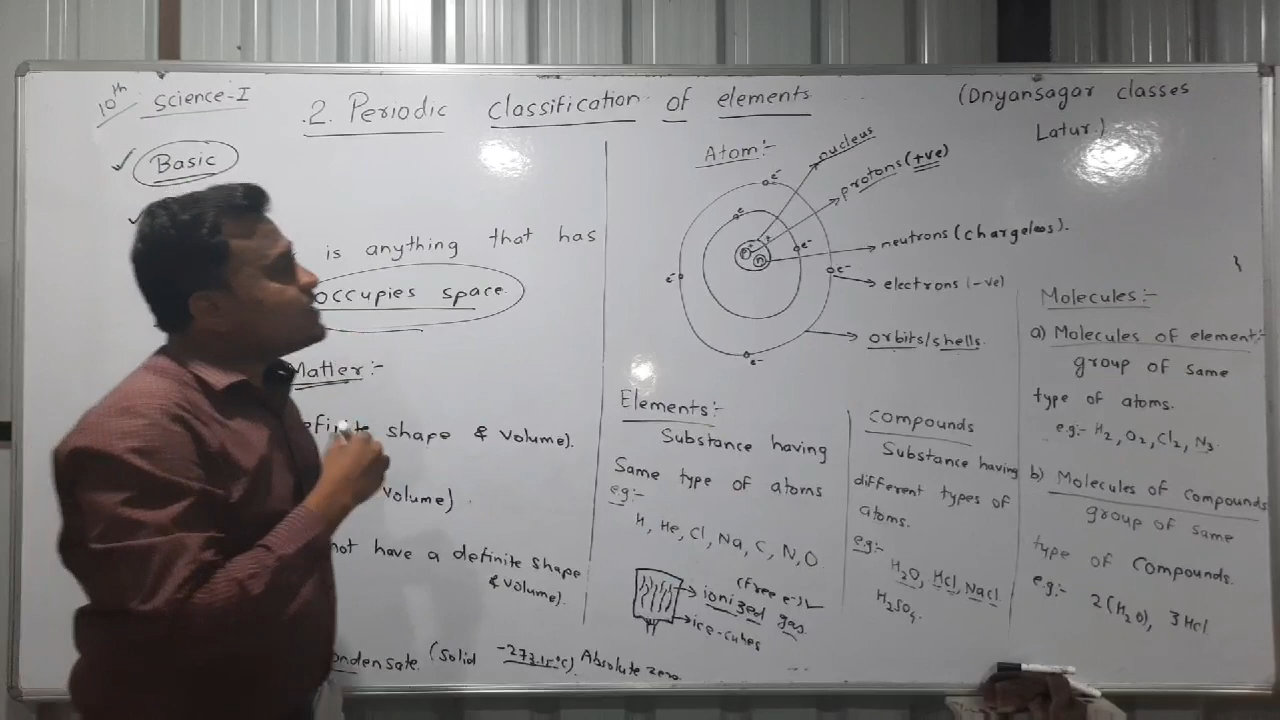 10th Science-I
2. Periodic Classification of elements
(Dnyansagar classes
Latur.)
Basic
is anything that has
occupies space.
Matter:-
efinite shape & volume).
volume).
not have a definite shape
& volume).
ondensate. (solid -273.15°C). Absolute zero.
Atom:-
nucleus
protons (+ve)
neutrons (chargeless).
electrons (-ve)
orbits/shells.
e-
e-
e-
e-
e-
e-
e-
P+
n
Elements:-
Substance having
Same type of atoms
eg:-
H, He, Cl, Na, C, N, O.
(free e-s)
ionized gas.
ice-cubes
compounds
Substance having
different types of
atoms.
e.g:-
H2O, HCl, NaCl.
H2SO4.
Molecules:-
a) Molecules of element:-
group of same
type of atoms.
e.g:- H2, O2, Cl2, N3.
b) Molecules of Compounds
group of same
type of Compounds.
e.g:- 2(H2O), 3HCl.